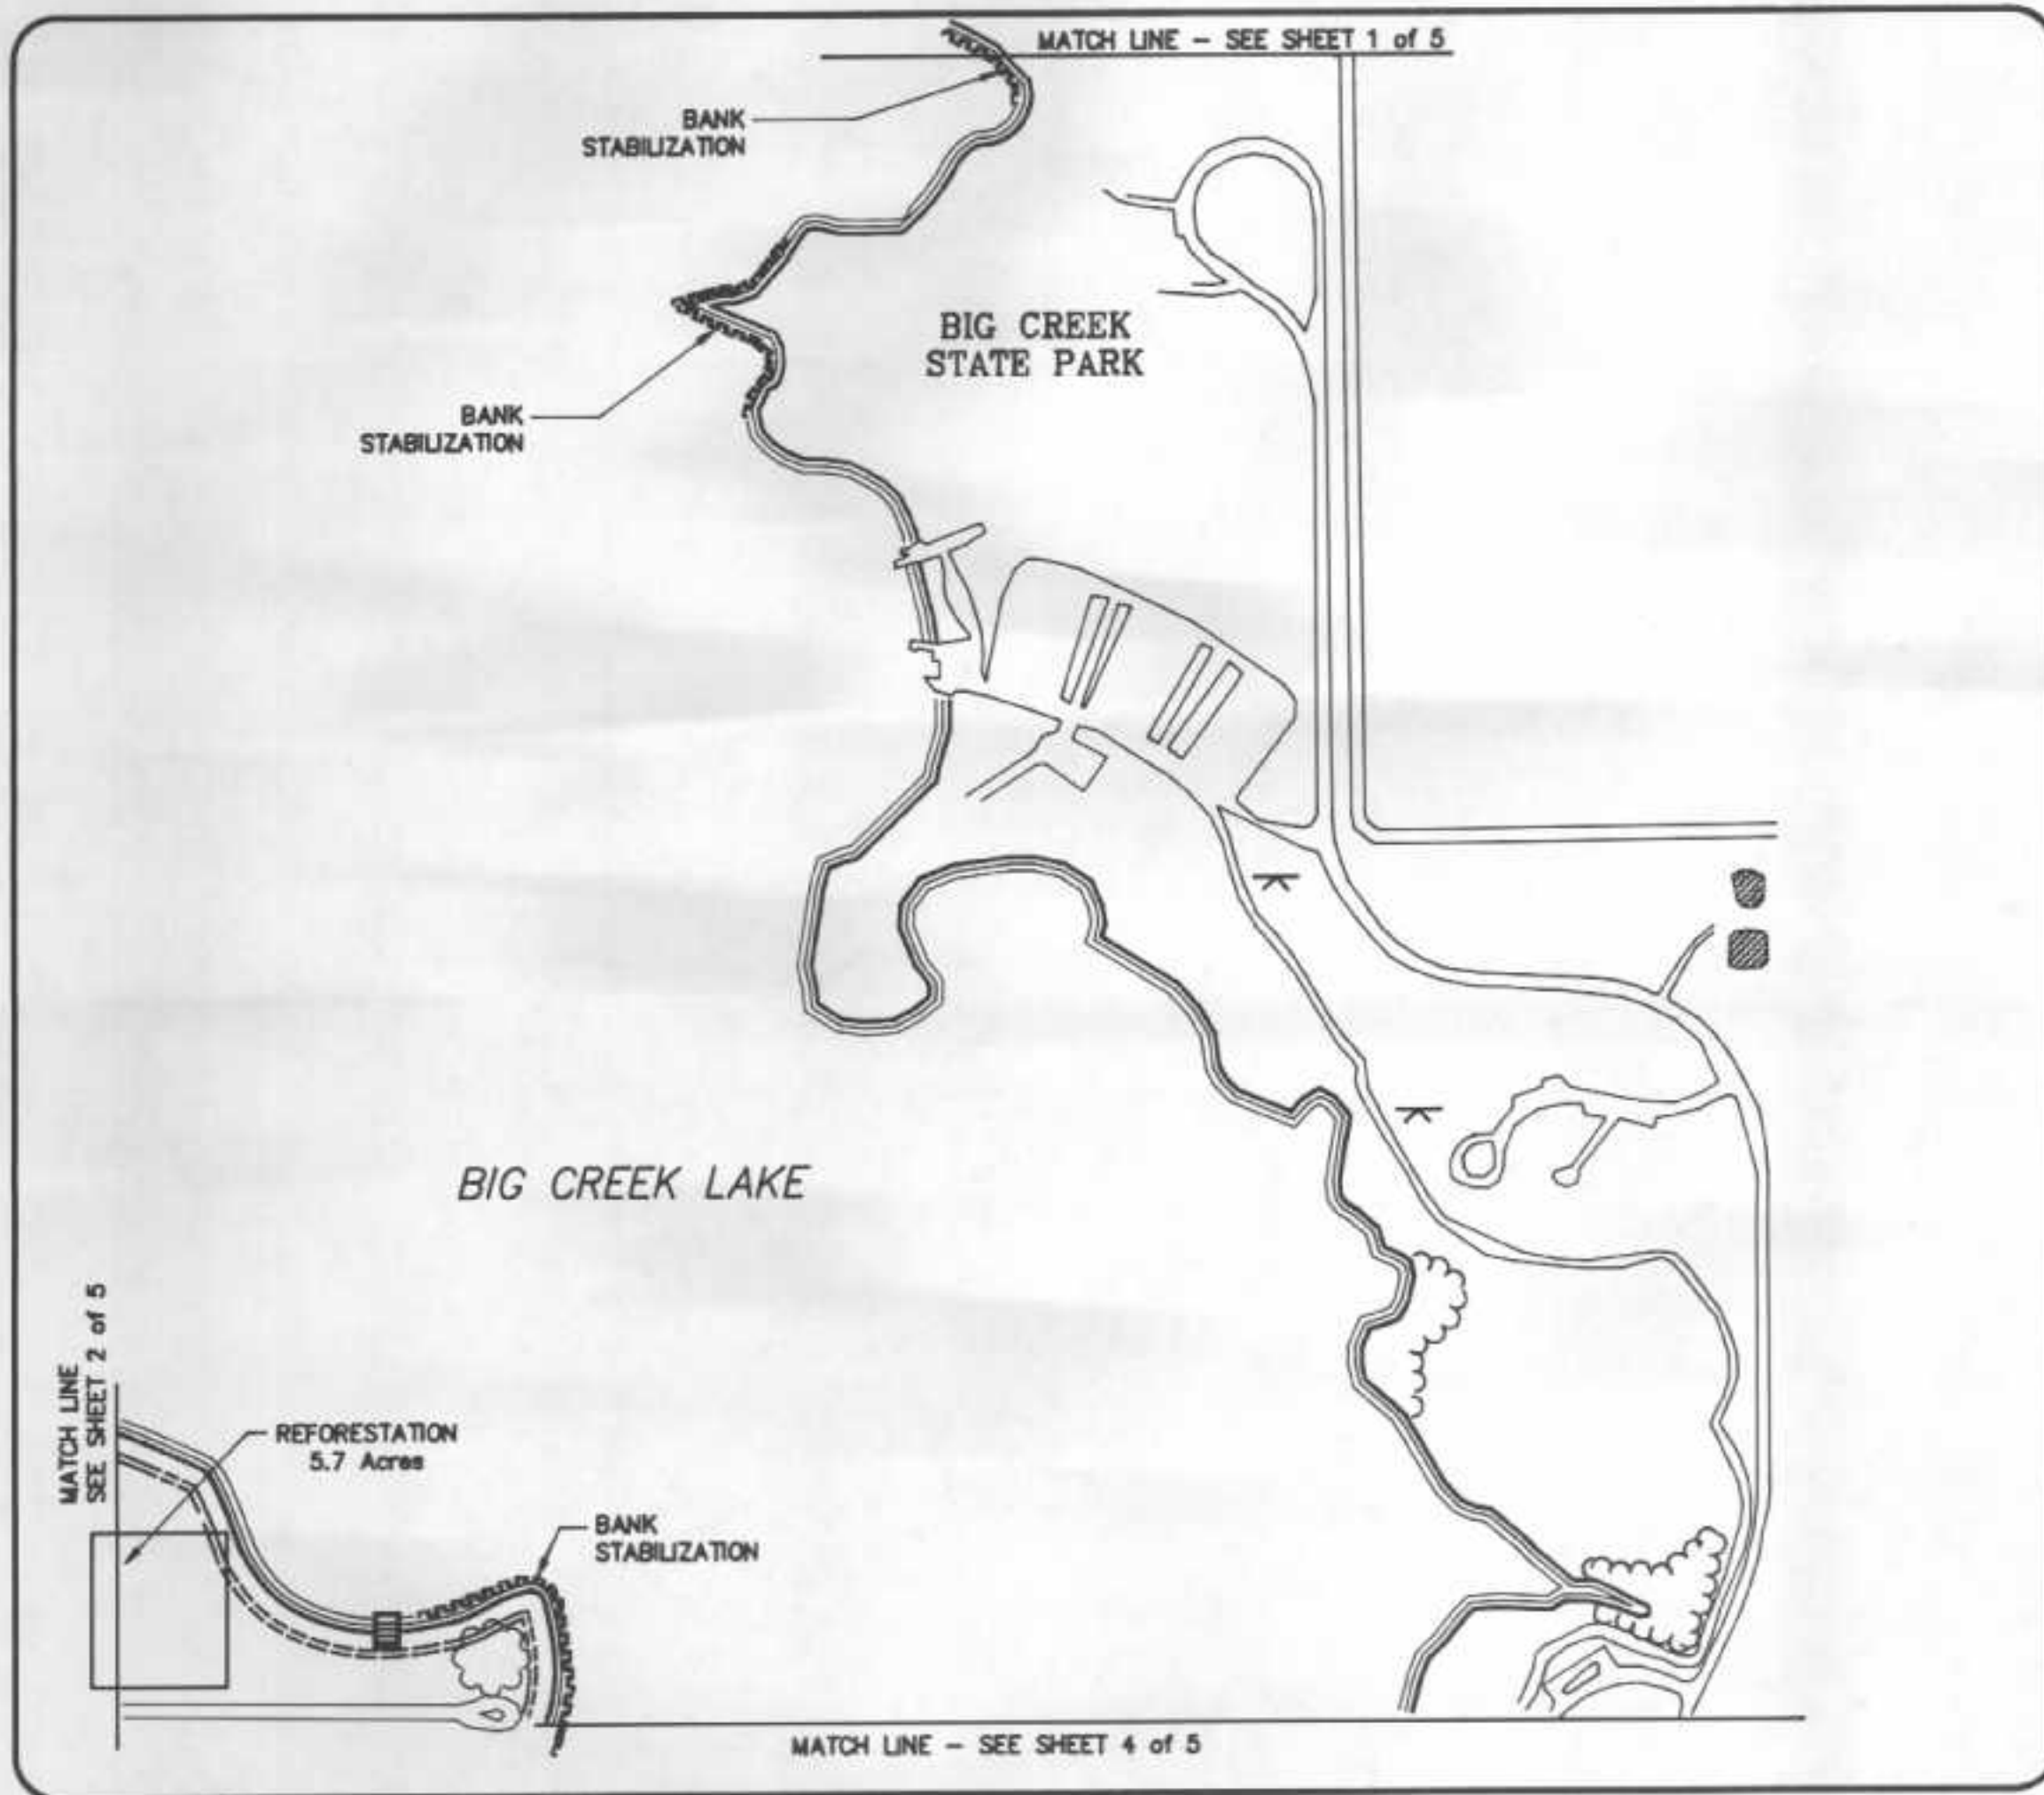 MATCH LINE – SEE SHEET 1 of 5
BANK
STABILIZATION
BIG CREEK
STATE PARK
BANK
STABILIZATION
BIG CREEK LAKE
MATCH LINE
SEE SHEET 2 of 5
REFORESTATION
5.7 Acres
BANK
STABILIZATION
MATCH LINE – SEE SHEET 4 of 5